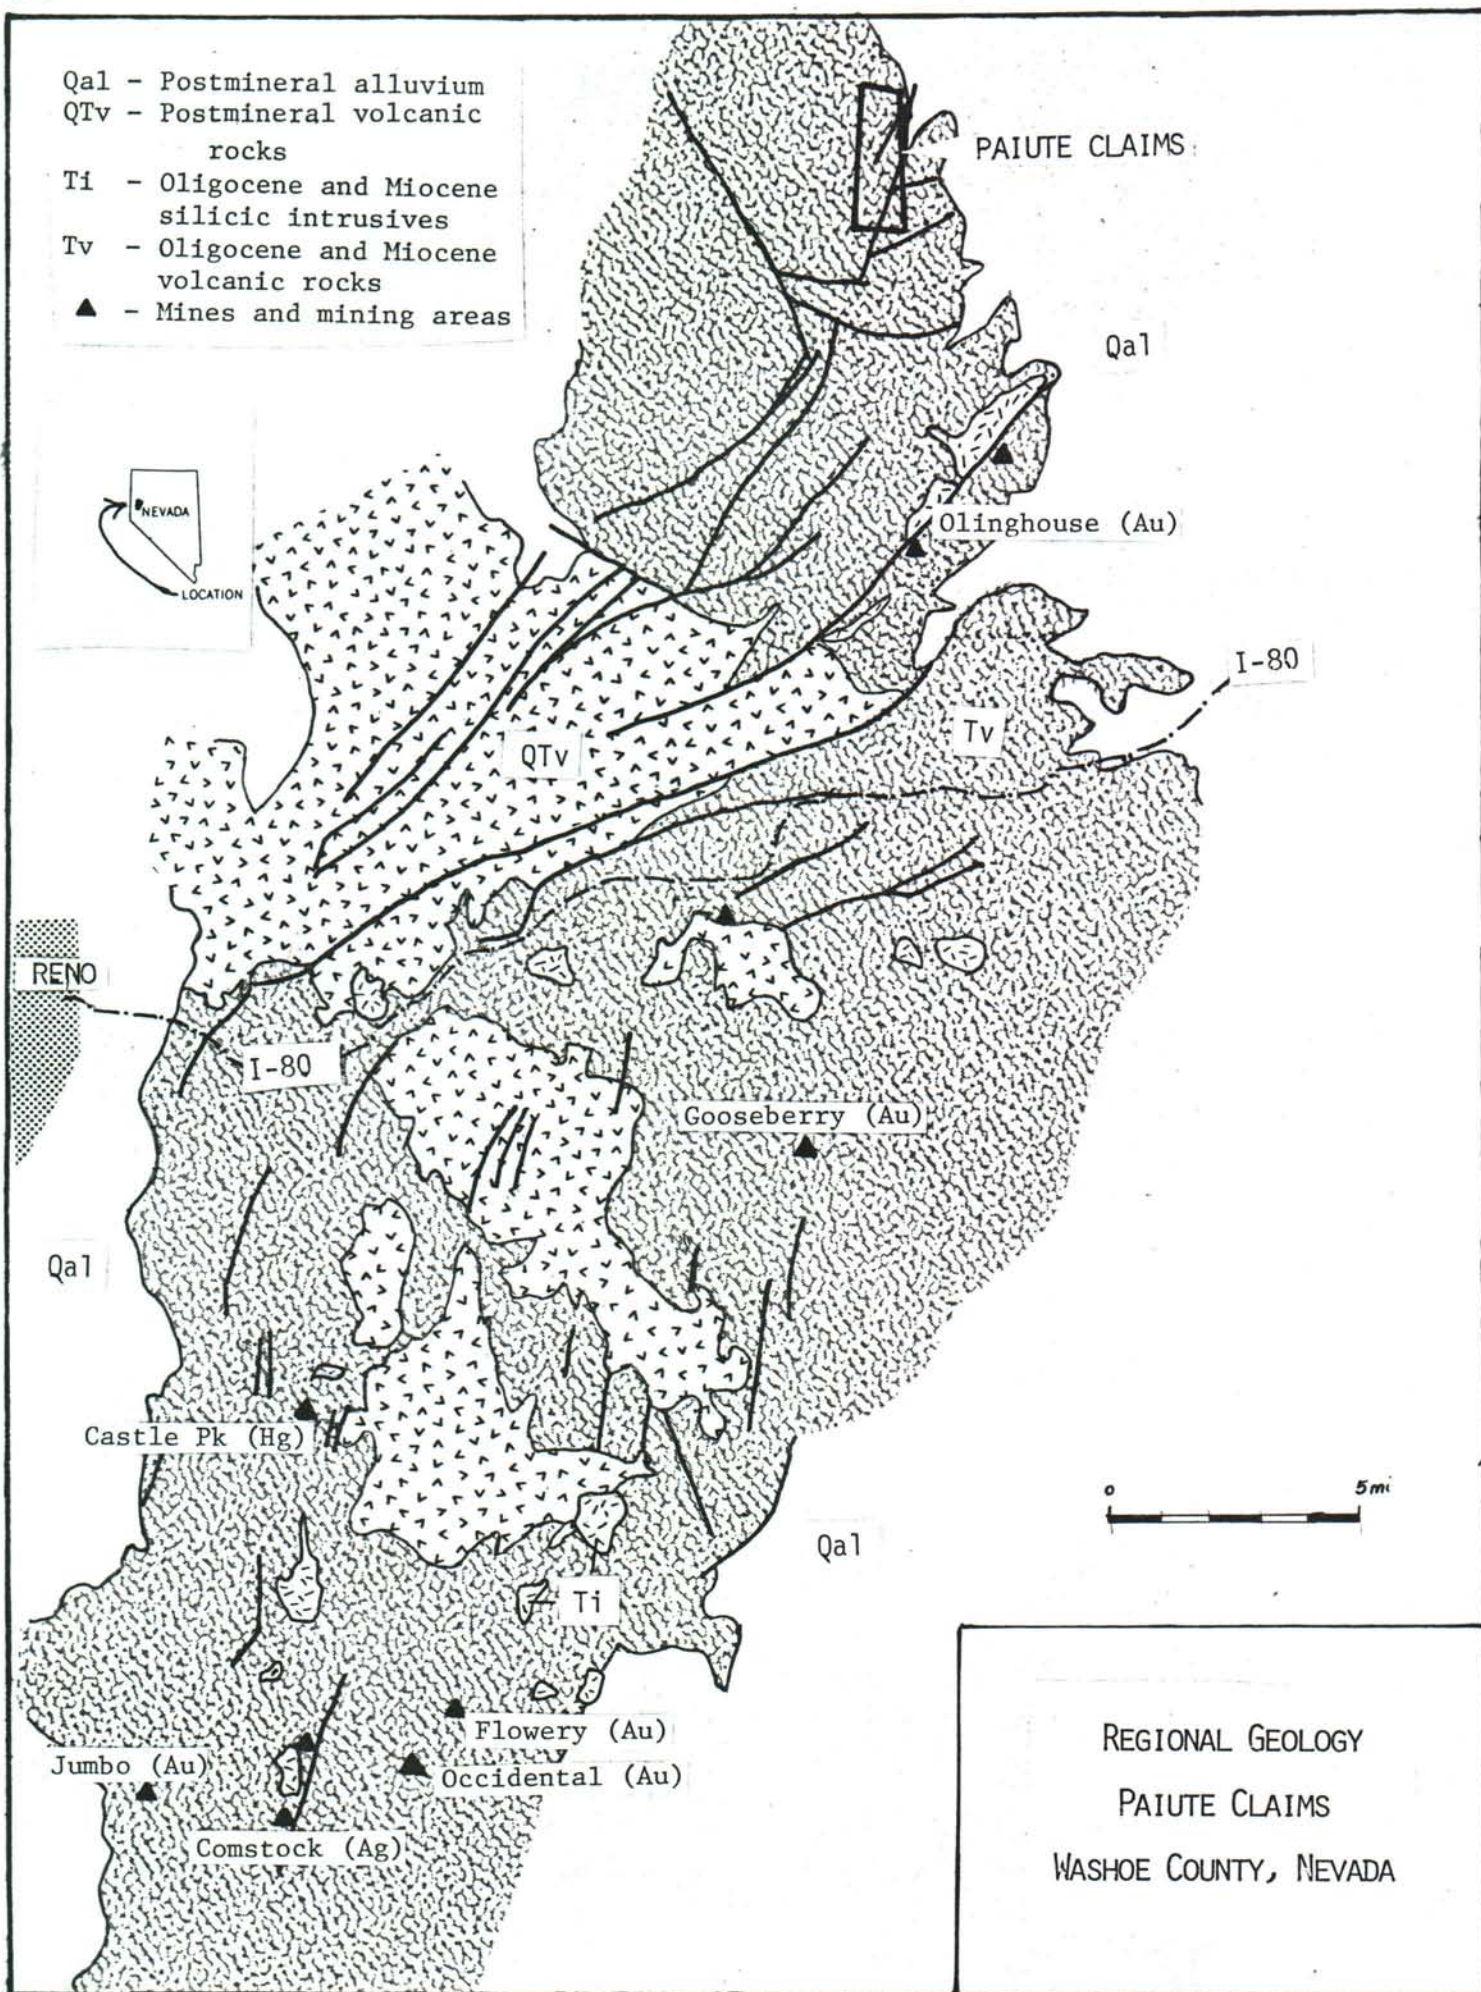 Qal - Postmineral alluvium
QTv - Postmineral volcanic
rocks
Ti - Oligocene and Miocene
silicic intrusives
Tv - Oligocene and Miocene
volcanic rocks
▲ - Mines and mining areas
PAIUTE CLAIMS
Qal
NEVADA
LOCATION
Olinghouse (Au)
I-80
Tv
QTv
RENO
I-80
Gooseberry (Au)
Qal
Castle Pk (Hg)
0 5mi
Qal
Ti
Flowery (Au)
Jumbo (Au)
Occidental (Au)
Comstock (Ag)
REGIONAL GEOLOGY
PAIUTE CLAIMS
WASHOE COUNTY, NEVADA